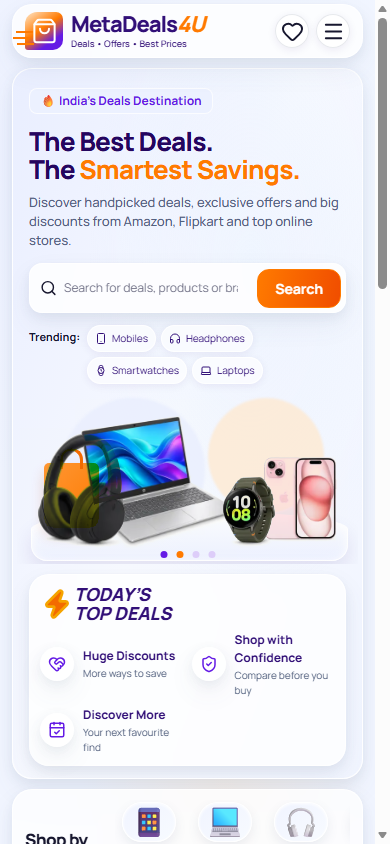 MetaDeals4U
Deals • Offers • Best Prices
India's Deals Destination
The Best Deals.
The Smartest Savings.
Discover handpicked deals, exclusive offers and big
discounts from Amazon, Flipkart and top online
stores.
Search for deals, products or bra
Search
Trending:
Mobiles
Headphones
Smartwatches
Laptops
10
08
TODAY'S
TOP DEALS
Huge Discounts
More ways to save
Shop with
Confidence
Compare before you
buy
Discover More
Your next favourite
find
Shop by